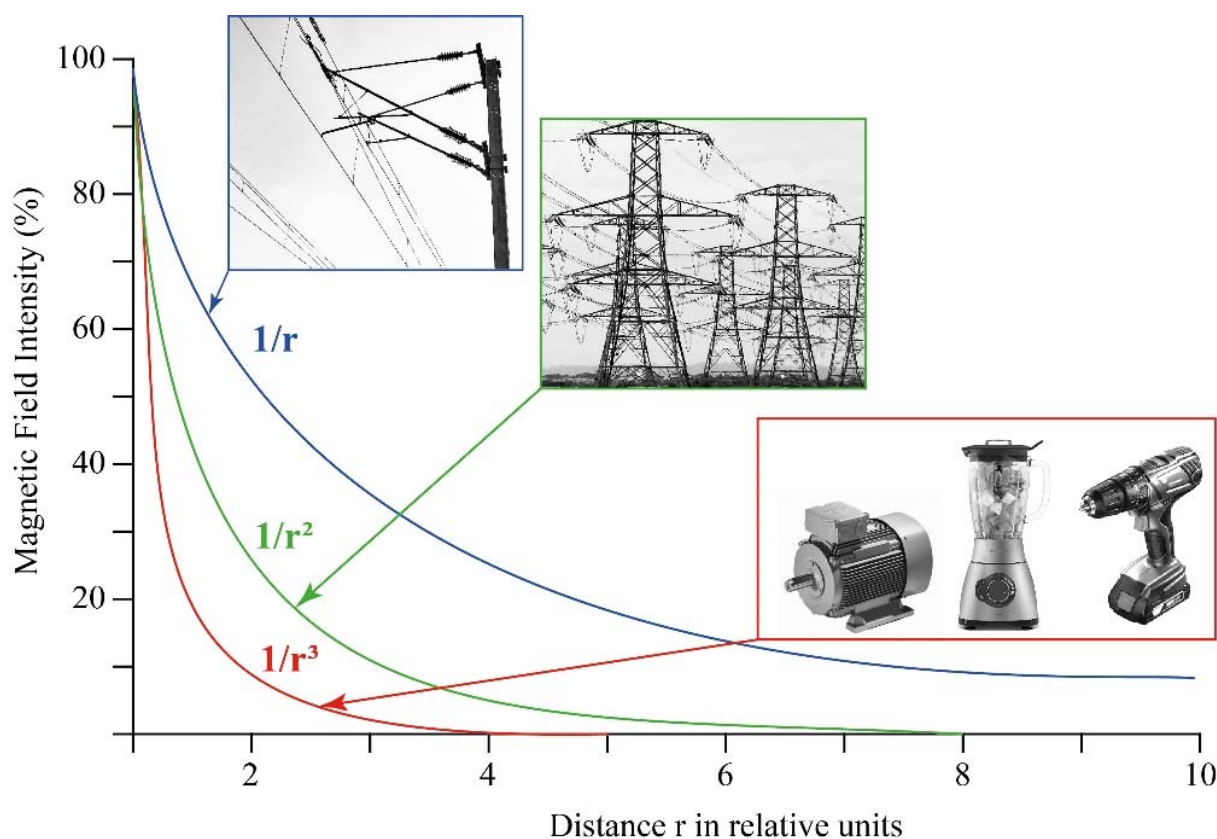 Magnetic Field Intensity (%)
100
80
60
40
20
1/r
1/r²
1/r³
2
4
6
8
10
Distance r in relative units